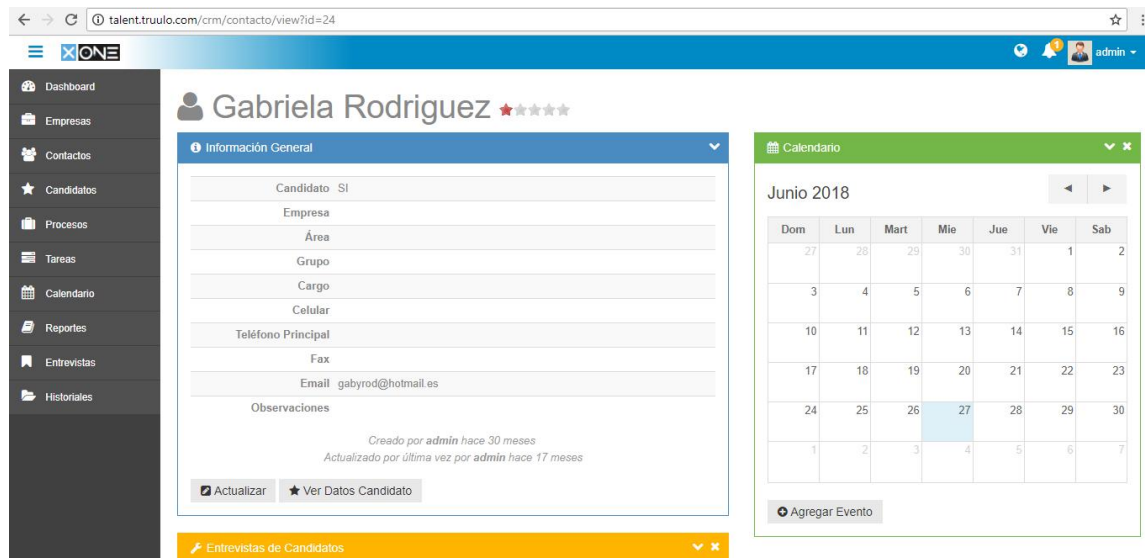 talent.truulo.com/crm/contacto/view?id=24
XONE
1
admin
Dashboard
Empresas
Contactos
Candidatos
Procesos
Tareas
Calendario
Reportes
Entrevistas
Historiales
Gabriela Rodriguez
Información General
Candidato SI
Empresa
Área
Grupo
Cargo
Celular
Teléfono Principal
Fax
Email gabyrod@hotmail.es
Observaciones
Creado por admin hace 30 meses
Actualizado por última vez por admin hace 17 meses
Actualizar Ver Datos Candidato
Entrevistas de Candidatos
Calendario
Junio 2018
Dom Lun Mart Mie Jue Vie Sab
27 28 29 30 31 1 2
3 4 5 6 7 8 9
10 11 12 13 14 15 16
17 18 19 20 21 22 23
24 25 26 27 28 29 30
1 2 3 4 5 6 7
Agregar Evento